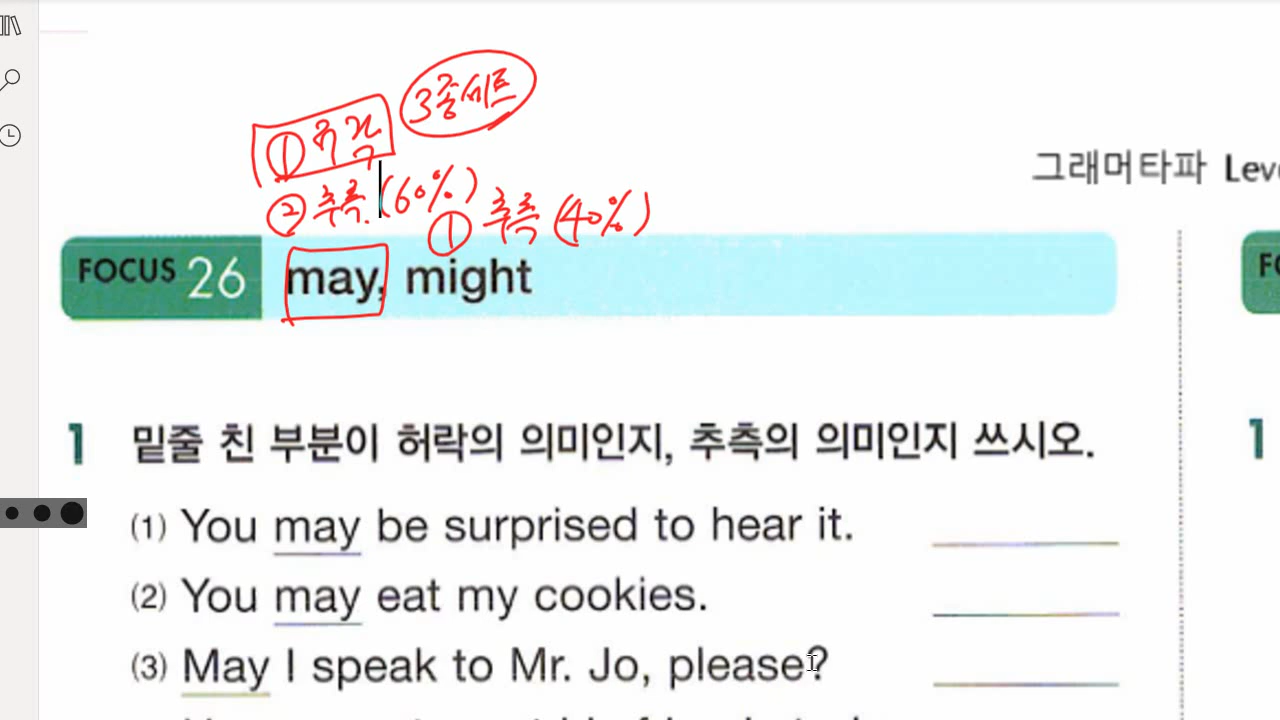 3종세트
① 허락
② 추측 (60%)
① 추측 (40%)
그래머타파 Leve
FOCUS 26 may, might
1 밑줄 친 부분이 허락의 의미인지, 추측의 의미인지 쓰시오.
(1) You may be surprised to hear it.
(2) You may eat my cookies.
(3) May I speak to Mr. Jo, please?
1